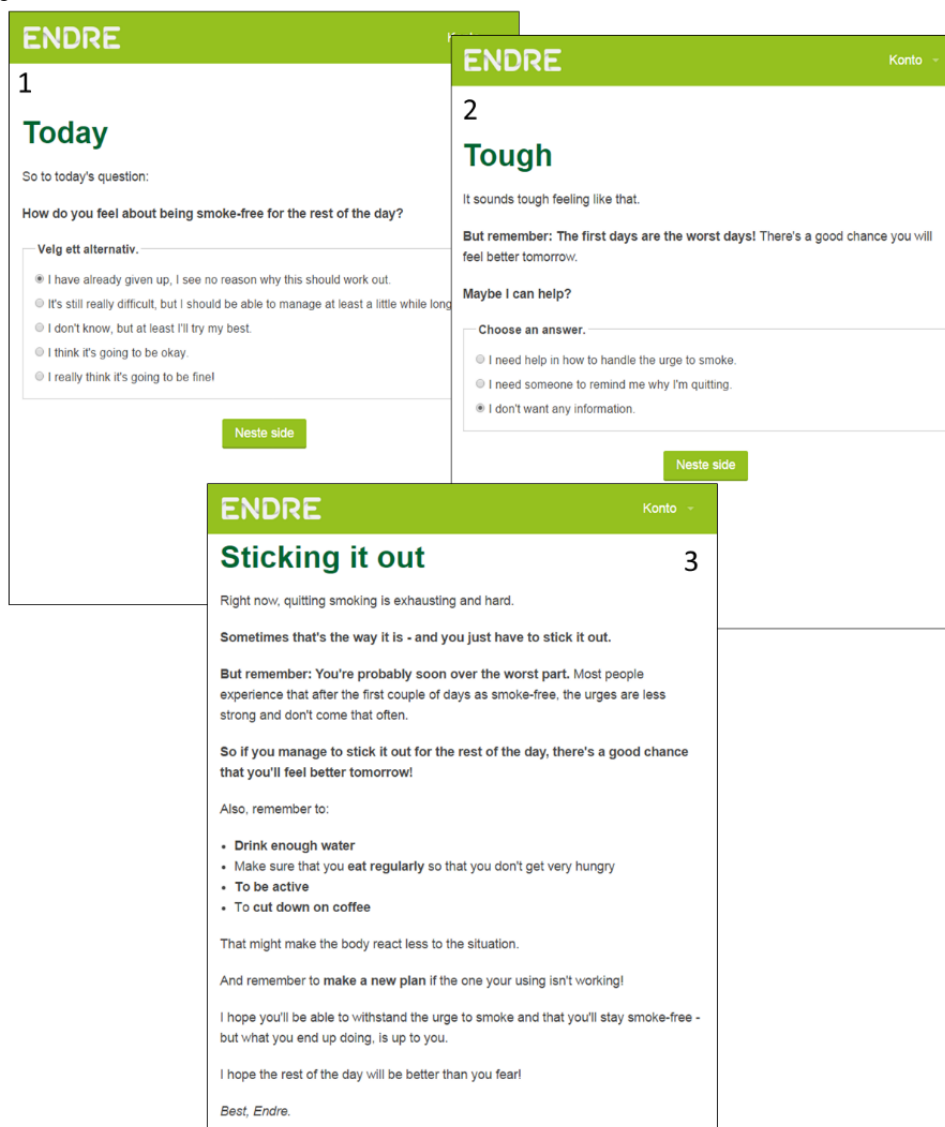 ENDRE
1
Today
So to today's question:
How do you feel about being smoke-free for the rest of the day?
Velg ett alternativ.
I have already given up, I see no reason why this should work out.
It's still really difficult, but I should be able to manage at least a little while long
I don't know, but at least I'll try my best.
I think it's going to be okay.
I really think it's going to be fine!
Neste side
ENDRE
Konto
2
Tough
It sounds tough feeling like that.
But remember: The first days are the worst days! There's a good chance you will
feel better tomorrow.
Maybe I can help?
Choose an answer.
I need help in how to handle the urge to smoke.
I need someone to remind me why I'm quitting.
I don't want any information.
Neste side
ENDRE
Konto
Sticking it out
3
Right now, quitting smoking is exhausting and hard.
Sometimes that's the way it is - and you just have to stick it out.
But remember: You're probably soon over the worst part. Most people
experience that after the first couple of days as smoke-free, the urges are less
strong and don't come that often.
So if you manage to stick it out for the rest of the day, there's a good chance
that you'll feel better tomorrow!
Also, remember to:
• Drink enough water
• Make sure that you eat regularly so that you don't get very hungry
• To be active
• To cut down on coffee
That might make the body react less to the situation.
And remember to make a new plan if the one your using isn't working!
I hope you'll be able to withstand the urge to smoke and that you'll stay smoke-free -
but what you end up doing, is up to you.
I hope the rest of the day will be better than you fear!
Best, Endre.